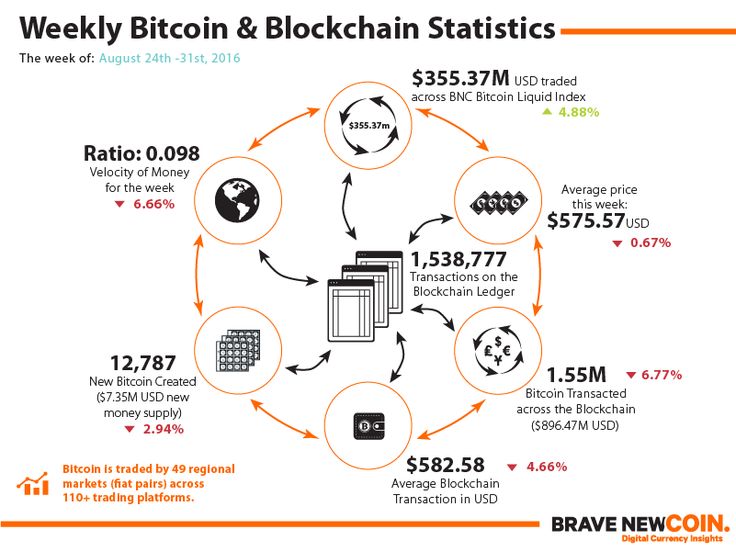 Weekly Bitcoin & Blockchain Statistics
The week of: August 24th -31st, 2016
$355.37M USD traded
across BNC Bitcoin Liquid Index
4.88%
$355.37m
Ratio: 0.098
Velocity of Money
for the week
6.66%
Average price
this week:
$575.57USD
0.67%
1,538,777
Transactions on the
Blockchain Ledger
12,787
New Bitcoin Created
($7.35M USD new
money supply)
2.94%
$
£ €
¥
1.55M
6.77%
Bitcoin Transacted
across the Blockchain
($896.47M USD)
$582.58
4.66%
Average Blockchain
Transaction in USD
Bitcoin is traded by 49 regional
markets (fiat pairs) across
110+ trading platforms.
BRAVE NEWCOIN.
Digital Currency Insights